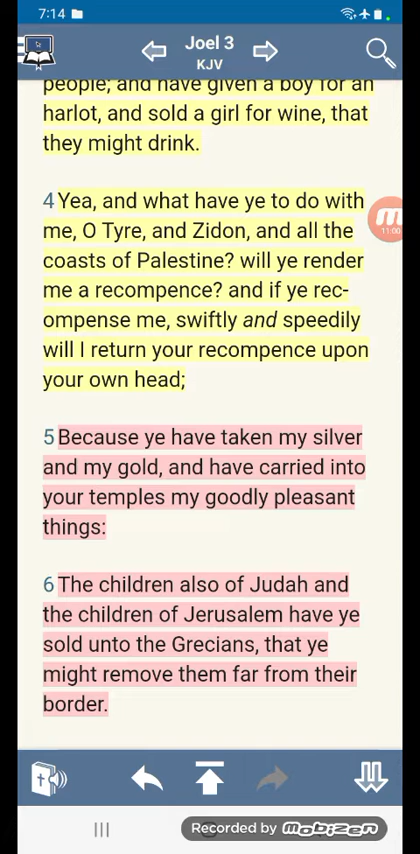 7:14
Joel 3
KJV
people; and have given a boy for an
harlot, and sold a girl for wine, that
they might drink.
4 Yea, and what have ye to do with
me, O Tyre, and Zidon, and all the
coasts of Palestine? will ye render
me a recompence? and if ye rec-
ompense me, swiftly and speedily
will I return your recompence upon
your own head;
5 Because ye have taken my silver
and my gold, and have carried into
your temples my goodly pleasant
things:
6 The children also of Judah and
the children of Jerusalem have ye
sold unto the Grecians, that ye
might remove them far from their
border.
m
11:00
Recorded by mobizen